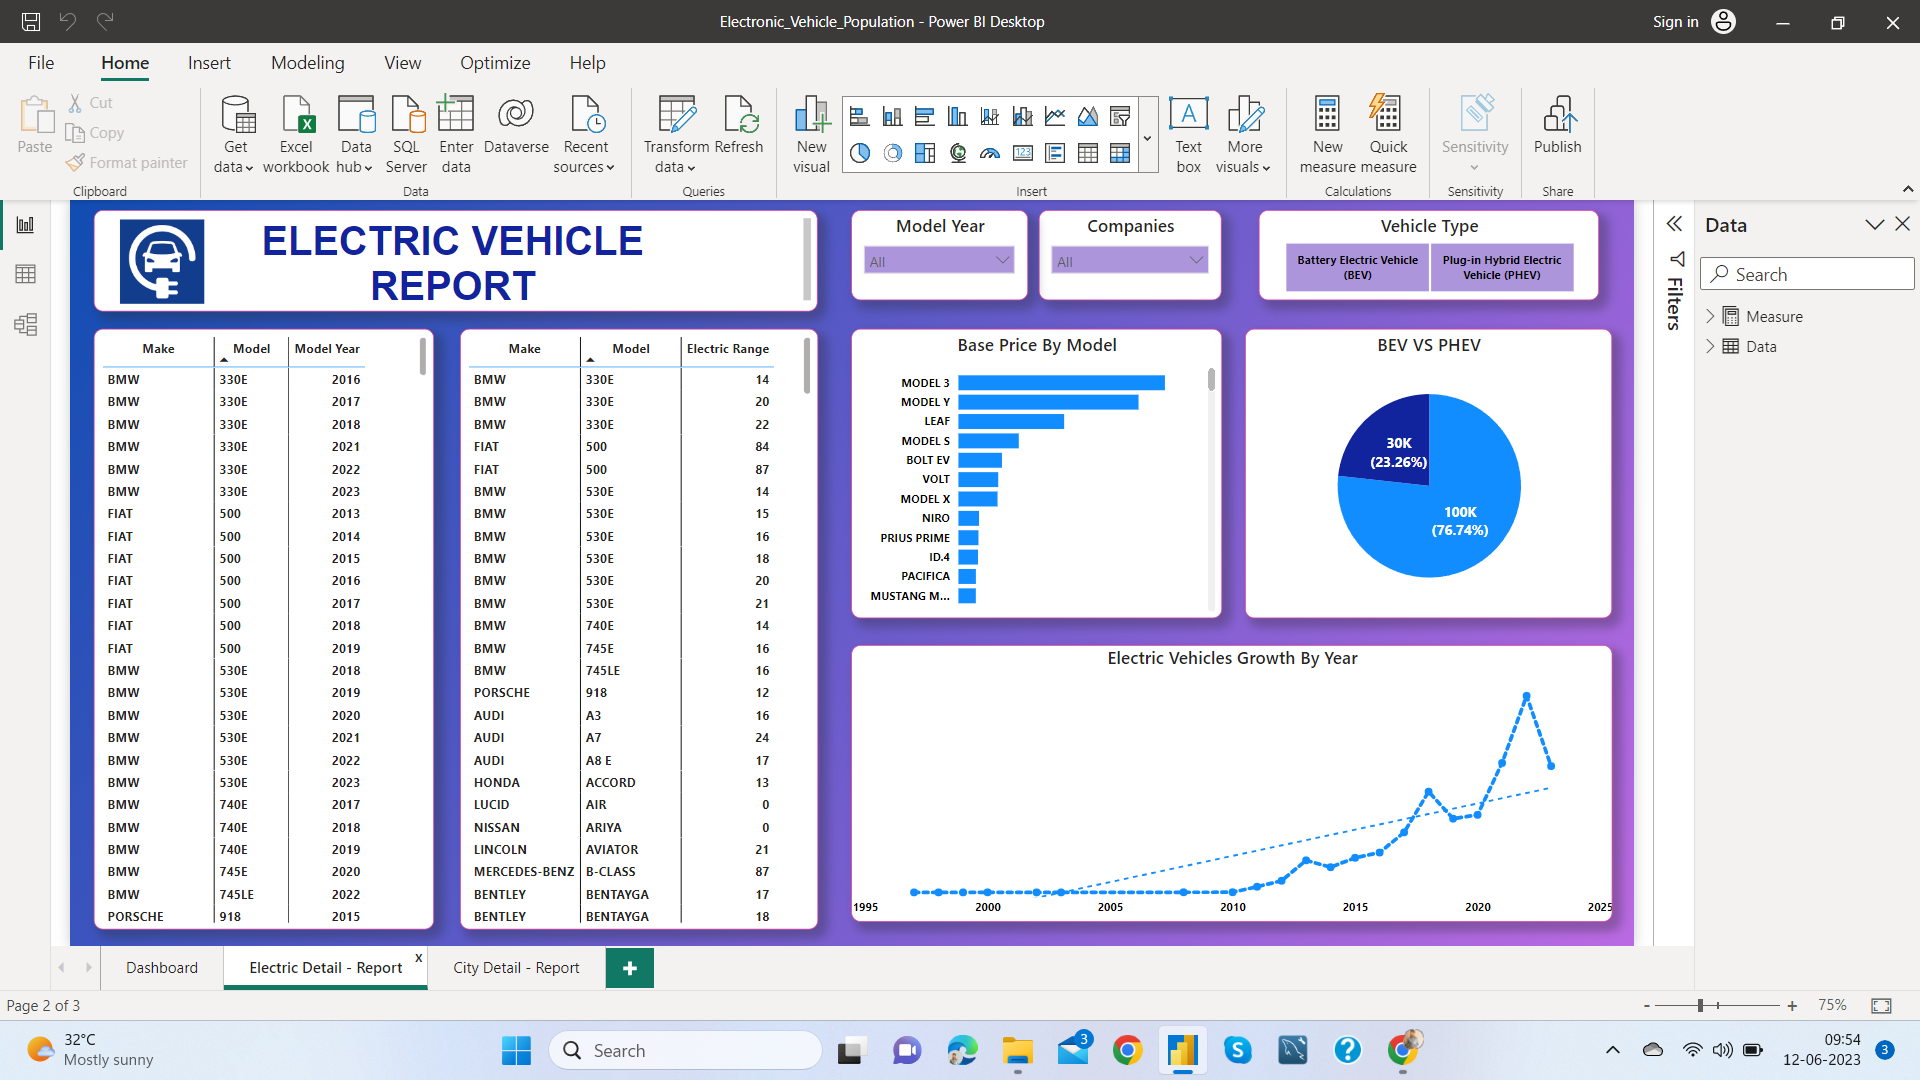 Electronic_Vehicle_Population - Power BI Desktop
Sign in
File Home Insert Modeling View Optimize Help
Paste
Cut
Copy
Format painter
Clipboard
Get data
Excel workbook
Data hub
SQL Server
Enter data
Dataverse
Recent sources
Data
Transform data
Refresh
Queries
New visual
123
A
Text box
More visuals
Insert
New measure
Quick measure
Calculations
Sensitivity
Sensitivity
Publish
Share
ELECTRIC VEHICLE
REPORT
Model Year
All
Companies
All
Vehicle Type
Battery Electric Vehicle
(BEV)
Plug-in Hybrid Electric
Vehicle (PHEV)
Make Model Model Year
BMW 330E 2016
BMW 330E 2017
BMW 330E 2018
BMW 330E 2021
BMW 330E 2022
BMW 330E 2023
FIAT 500 2013
FIAT 500 2014
FIAT 500 2015
FIAT 500 2016
FIAT 500 2017
FIAT 500 2018
FIAT 500 2019
BMW 530E 2018
BMW 530E 2019
BMW 530E 2020
BMW 530E 2021
BMW 530E 2022
BMW 530E 2023
BMW 740E 2017
BMW 740E 2018
BMW 740E 2019
BMW 745E 2020
BMW 745LE 2022
PORSCHE 918 2015
Make Model Electric Range
BMW 330E 14
BMW 330E 20
BMW 330E 22
FIAT 500 84
FIAT 500 87
BMW 530E 14
BMW 530E 15
BMW 530E 16
BMW 530E 18
BMW 530E 20
BMW 530E 21
BMW 740E 14
BMW 745E 16
BMW 745LE 16
PORSCHE 918 12
AUDI A3 16
AUDI A7 24
AUDI A8 E 17
HONDA ACCORD 13
LUCID AIR 0
NISSAN ARIYA 0
LINCOLN AVIATOR 21
MERCEDES-BENZ B-CLASS 87
BENTLEY BENTAYGA 17
BENTLEY BENTAYGA 18
Base Price By Model
MODEL 3
MODEL Y
LEAF
MODEL S
BOLT EV
VOLT
MODEL X
NIRO
PRIUS PRIME
ID.4
PACIFICA
MUSTANG M...
BEV VS PHEV
30K
(23.26%)
100K
(76.74%)
Electric Vehicles Growth By Year
1995 2000 2005 2010 2015 2020 2025
Filters
Data
Search
Measure
Data
Dashboard
Electric Detail - Report x
City Detail - Report
+
Page 2 of 3
- + 75%
32°C
Mostly sunny
Search
3
S
?
09:54
12-06-2023
3